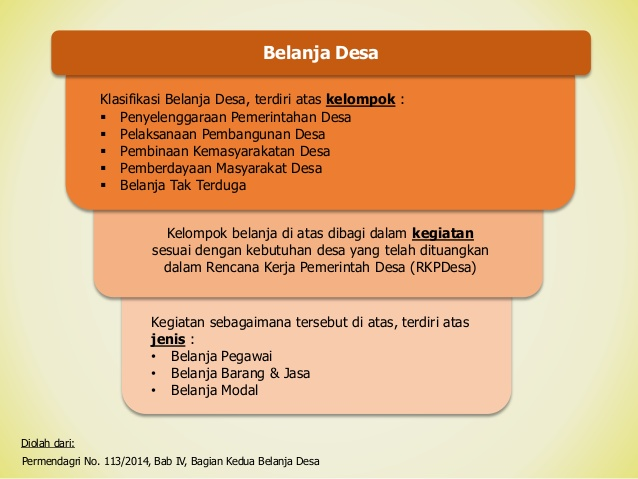 Belanja Desa
Klasifikasi Belanja Desa, terdiri atas kelompok :
▪ Penyelenggaraan Pemerintahan Desa
▪ Pelaksanaan Pembangunan Desa
▪ Pembinaan Kemasyarakatan Desa
▪ Pemberdayaan Masyarakat Desa
▪ Belanja Tak Terduga
Kelompok belanja di atas dibagi dalam kegiatan
sesuai dengan kebutuhan desa yang telah dituangkan
dalam Rencana Kerja Pemerintah Desa (RKPDesa)
Kegiatan sebagaimana tersebut di atas, terdiri atas
jenis :
• Belanja Pegawai
• Belanja Barang & Jasa
• Belanja Modal
Diolah dari:
Permendagri No. 113/2014, Bab IV, Bagian Kedua Belanja Desa